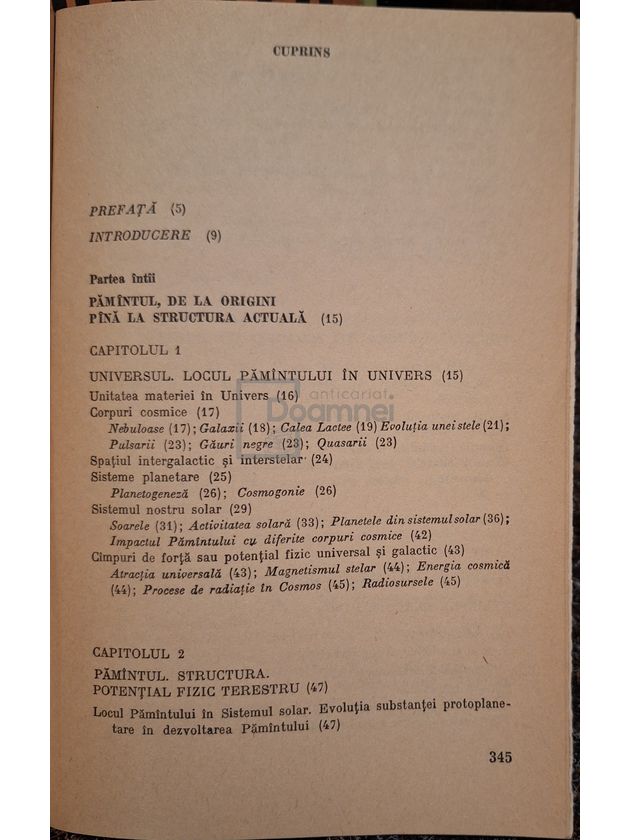 CUPRINS
PREFAȚĂ (5)
INTRODUCERE (9)
Partea întîi
PĂMÎNTUL, DE LA ORIGINI
PÎNĂ LA STRUCTURA ACTUALĂ (15)
CAPITOLUL 1
UNIVERSUL. LOCUL PĂMÎNTULUI ÎN UNIVERS (15)
Unitatea materiei în Univers (16)
anticariat
Doamnei
Corpuri cosmice (17)
Nebuloase (17); Galaxii (18); Calea Lactee (19) Evoluția unei stele (21);
Pulsarii (23); Găuri negre (23); Quasarii (23)
Spațiul intergalactic și interstelar (24)
Sisteme planetare (25)
Planetogeneză (26); Cosmogonie (26)
Sistemul nostru solar (29)
Soarele (31); Activitatea solară (33); Planetele din sistemul solar (36);
Impactul Pămîntului cu diferite corpuri cosmice (42)
Cîmpuri de forță sau potențial fizic universal și galactic (43)
Atracția universală (43); Magnetismul stelar (44); Energia cosmică
(44); Procese de radiație în Cosmos (45); Radiosursele (45)
CAPITOLUL 2
PĂMÎNTUL. STRUCTURA.
POTENȚIAL FIZIC TERESTRU (47)
Locul Pămîntului în Sistemul solar. Evoluția substanței protoplane-
tare în dezvoltarea Pămîntului (47)
345